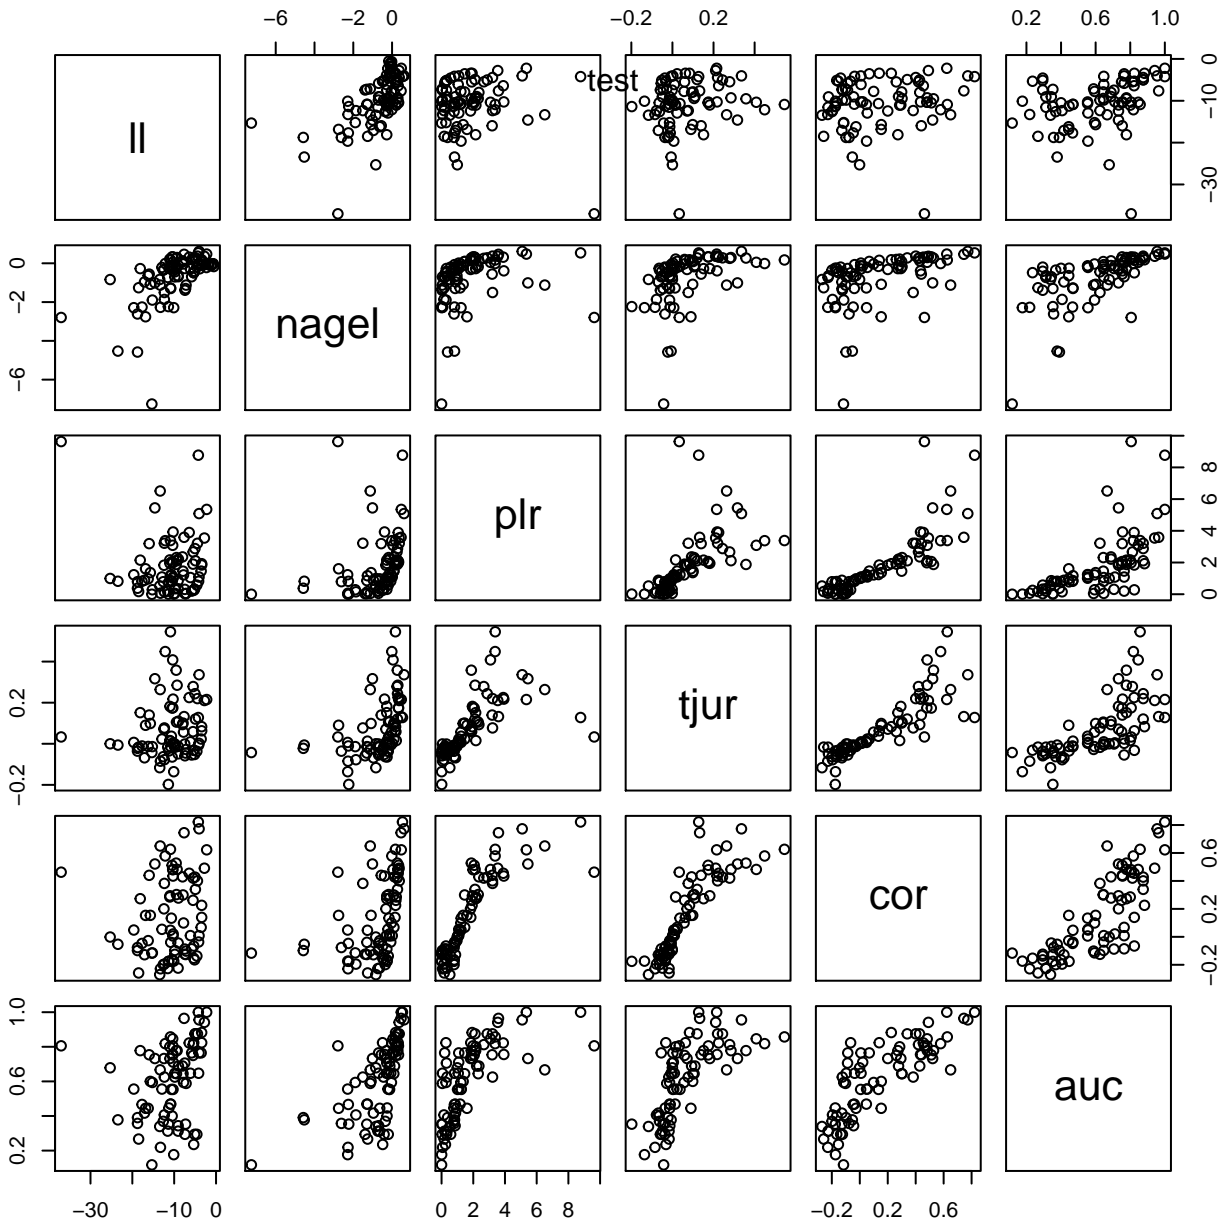 −6 −2 0 −0.2 0.2 0.2 0.6 1.0
test
ll
−30 −10 0
nagel
−6 −2 0
plr
0 2 4 6 8
tjur
−0.2 0.2
cor
−0.2 0.2 0.6
auc
0.2 0.6 1.0
−30 −10 0 0 2 4 6 8 −0.2 0.2 0.6